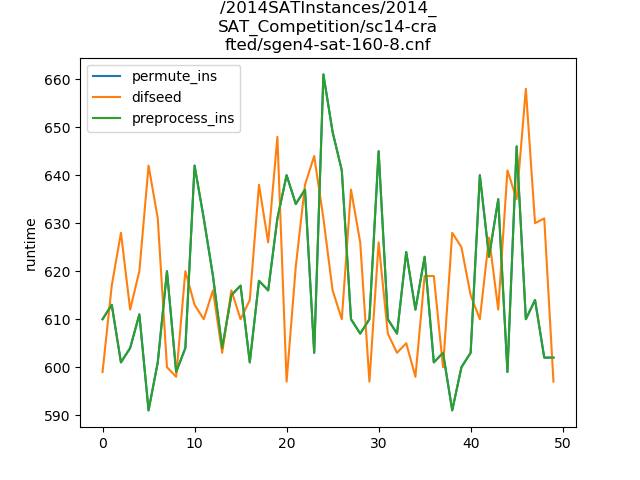 /2014SATInstances/2014_
SAT_Competition/sc14-cra
fted/sgen4-sat-160-8.cnf
permute_ins
difseed
preprocess_ins
runtime
660
650
640
630
620
610
600
590
0 10 20 30 40 50